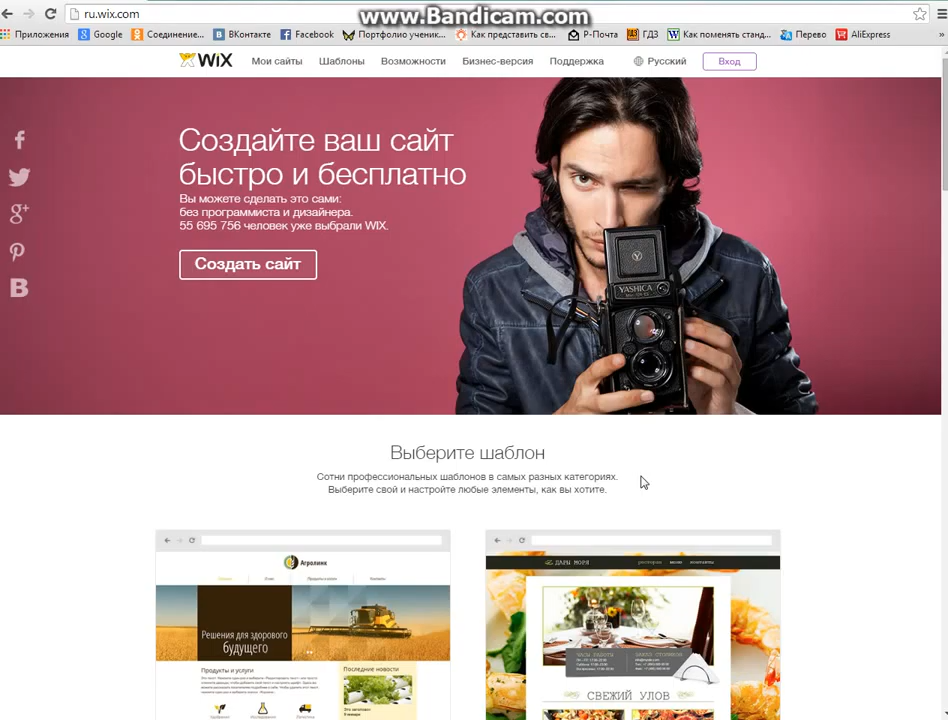 www.Bandicam.com
ru.wix.com
Приложения Google Соединение... ВКонтакте Facebook Портфолио ученик... Как представить св... Р-Почта ГДЗ Как поменять станд... Перево AliExpress
WiX Мои сайты Шаблоны Возможности Бизнес-версия Поддержка Русский Вход
Создайте ваш сайт
быстро и бесплатно
Вы можете сделать это сами:
без программиста и дизайнера.
55 695 756 человек уже выбрали WIX.
Создать сайт
YASHICA
Выберите шаблон
Сотни профессиональных шаблонов в самых разных категориях.
Выберите свой и настройте любые элементы, как вы хотите.
Агролинк
Решения для здорового
будущего
Продукты и услуги
Последние новости
ДАРЫ МОРЯ
СВЕЖИЙ УЛОВ